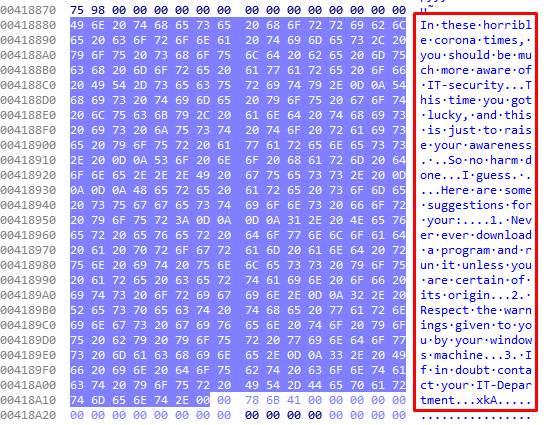 00418870 75 98 00 00 00 00 00 00 00 00 00 00 00 00 00 00
00418880 49 6E 20 74 68 65 73 65 20 68 6F 72 72 69 62 6C In·these·horribl
00418890 65 20 63 6F 72 6F 6E 61 20 74 69 6D 65 73 2C 20 e·corona·times,·
004188A0 79 6F 75 20 73 68 6F 75 6C 64 20 62 65 20 6D 75 you·should·be·mu
004188B0 63 68 20 6D 6F 72 65 20 61 77 61 72 65 20 6F 66 ch·more·aware·of
004188C0 20 49 54 2D 73 65 63 75 72 69 74 79 2E 0D 0A 54 ·IT-security...T
004188D0 68 69 73 20 74 69 6D 65 20 79 6F 75 20 67 6F 74 his·time·you·got
004188E0 20 6C 75 63 6B 79 2C 20 61 6E 64 20 74 68 69 73 ·lucky,·and·this
004188F0 20 69 73 20 6A 75 73 74 20 74 6F 20 72 61 69 73 ·is·just·to·rais
00418900 65 20 79 6F 75 72 20 61 77 61 72 65 6E 65 73 73 e·your·awareness
00418910 2E 20 0D 0A 53 6F 20 6E 6F 20 68 61 72 6D 20 64 .·..So·no·harm·d
00418920 6F 6E 65 2E 2E 2E 49 20 67 75 65 73 73 2E 20 0D one...I·guess.·.
00418930 0A 0D 0A 48 65 72 65 20 61 72 65 20 73 6F 6D 65 ...Here·are·some
00418940 20 73 75 67 67 65 73 74 69 6F 6E 73 20 66 6F 72 ·suggestions·for
00418950 20 79 6F 75 72 3A 0D 0A 0D 0A 31 2E 20 4E 65 76 ·your:....1.·Nev
00418960 65 72 20 65 76 65 72 20 64 6F 77 6E 6C 6F 61 64 er·ever·download
00418970 20 61 20 70 72 6F 67 72 61 6D 20 61 6E 64 20 72 ·a·program·and·r
00418980 75 6E 20 69 74 20 75 6E 6C 65 73 73 20 79 6F 75 un·it·unless·you
00418990 20 61 72 65 20 63 65 72 74 61 69 6E 20 6F 66 20 ·are·certain·of·
004189A0 69 74 73 20 6F 72 69 67 69 6E 2E 0D 0A 32 2E 20 its·origin...2.·
004189B0 52 65 73 70 65 63 74 20 74 68 65 20 77 61 72 6E Respect·the·warn
004189C0 69 6E 67 73 20 67 69 76 65 6E 20 74 6F 20 79 6F ings·given·to·yo
004189D0 75 20 62 79 20 79 6F 75 72 20 77 69 6E 64 6F 77 u·by·your·window
004189E0 73 20 6D 61 63 68 69 6E 65 2E 0D 0A 33 2E 20 49 s·machine...3.·I
004189F0 66 20 69 6E 20 64 6F 75 62 74 20 63 6F 6E 74 61 f·in·doubt·conta
00418A00 63 74 20 79 6F 75 72 20 49 54 2D 44 65 70 61 72 ct·your·IT-Depar
00418A10 74 6D 65 6E 74 2E 00 00 78 6B 41 00 00 00 00 00 tment...xkA.....
00418A20 00 00 00 00 00 00 00 00 00 00 00 00 00 00 00 00 ................